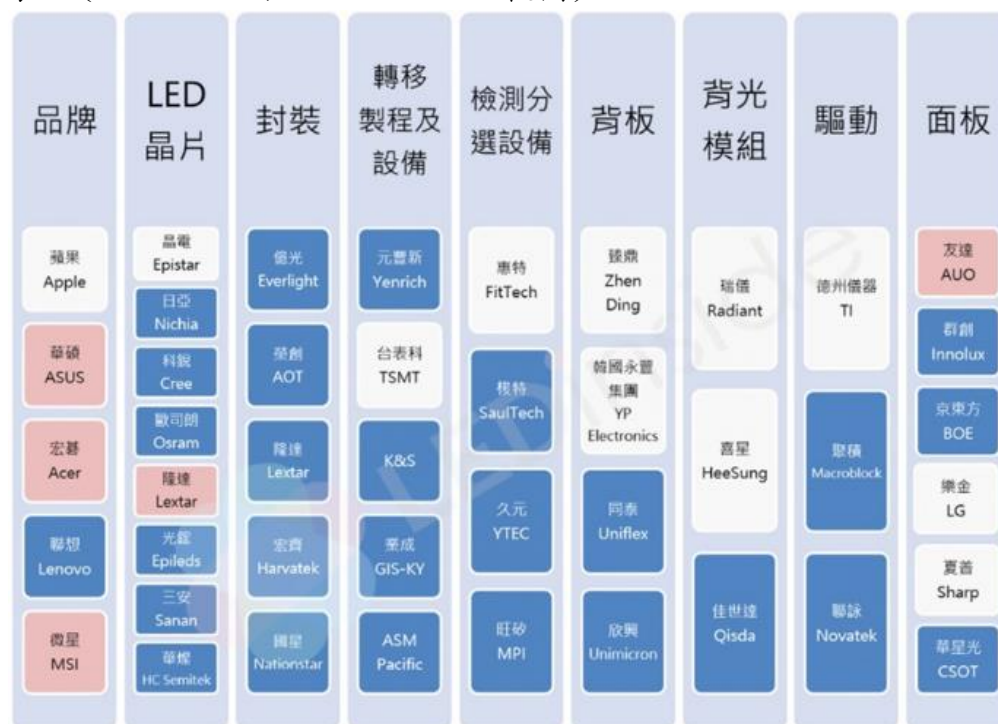 品牌
LED
晶片
封裝
轉移
製程及
設備
檢測分
選設備
背板
背光
模組
驅動
面板
蘋果
Apple
華碩
ASUS
宏碁
Acer
聯想
Lenovo
微星
MSI
晶電
Epistar
日亞
Nichia
科銳
Cree
歐司朗
Osram
隆達
Lextar
光鋐
Epileds
三安
Sanan
華燦
HC Semitek
億光
Everlight
榮創
AOT
隆達
Lextar
宏齊
Harvatek
國星
Nationstar
元豐新
Yenrich
台表科
TSMT
K&S
業成
GIS-KY
ASM
Pacific
惠特
FitTech
梭特
SaulTech
久元
YTEC
旺矽
MPI
臻鼎
Zhen
Ding
韓國永豐
集團
YP
Electronics
同泰
Uniflex
欣興
Unimicron
瑞儀
Radiant
喜星
HeeSung
佳世達
Qisda
德州儀器
TI
聚積
Macroblock
聯詠
Novatek
友達
AUO
群創
Innolux
京東方
BOE
樂金
LG
夏普
Sharp
華星光
CSOT
LEDinside